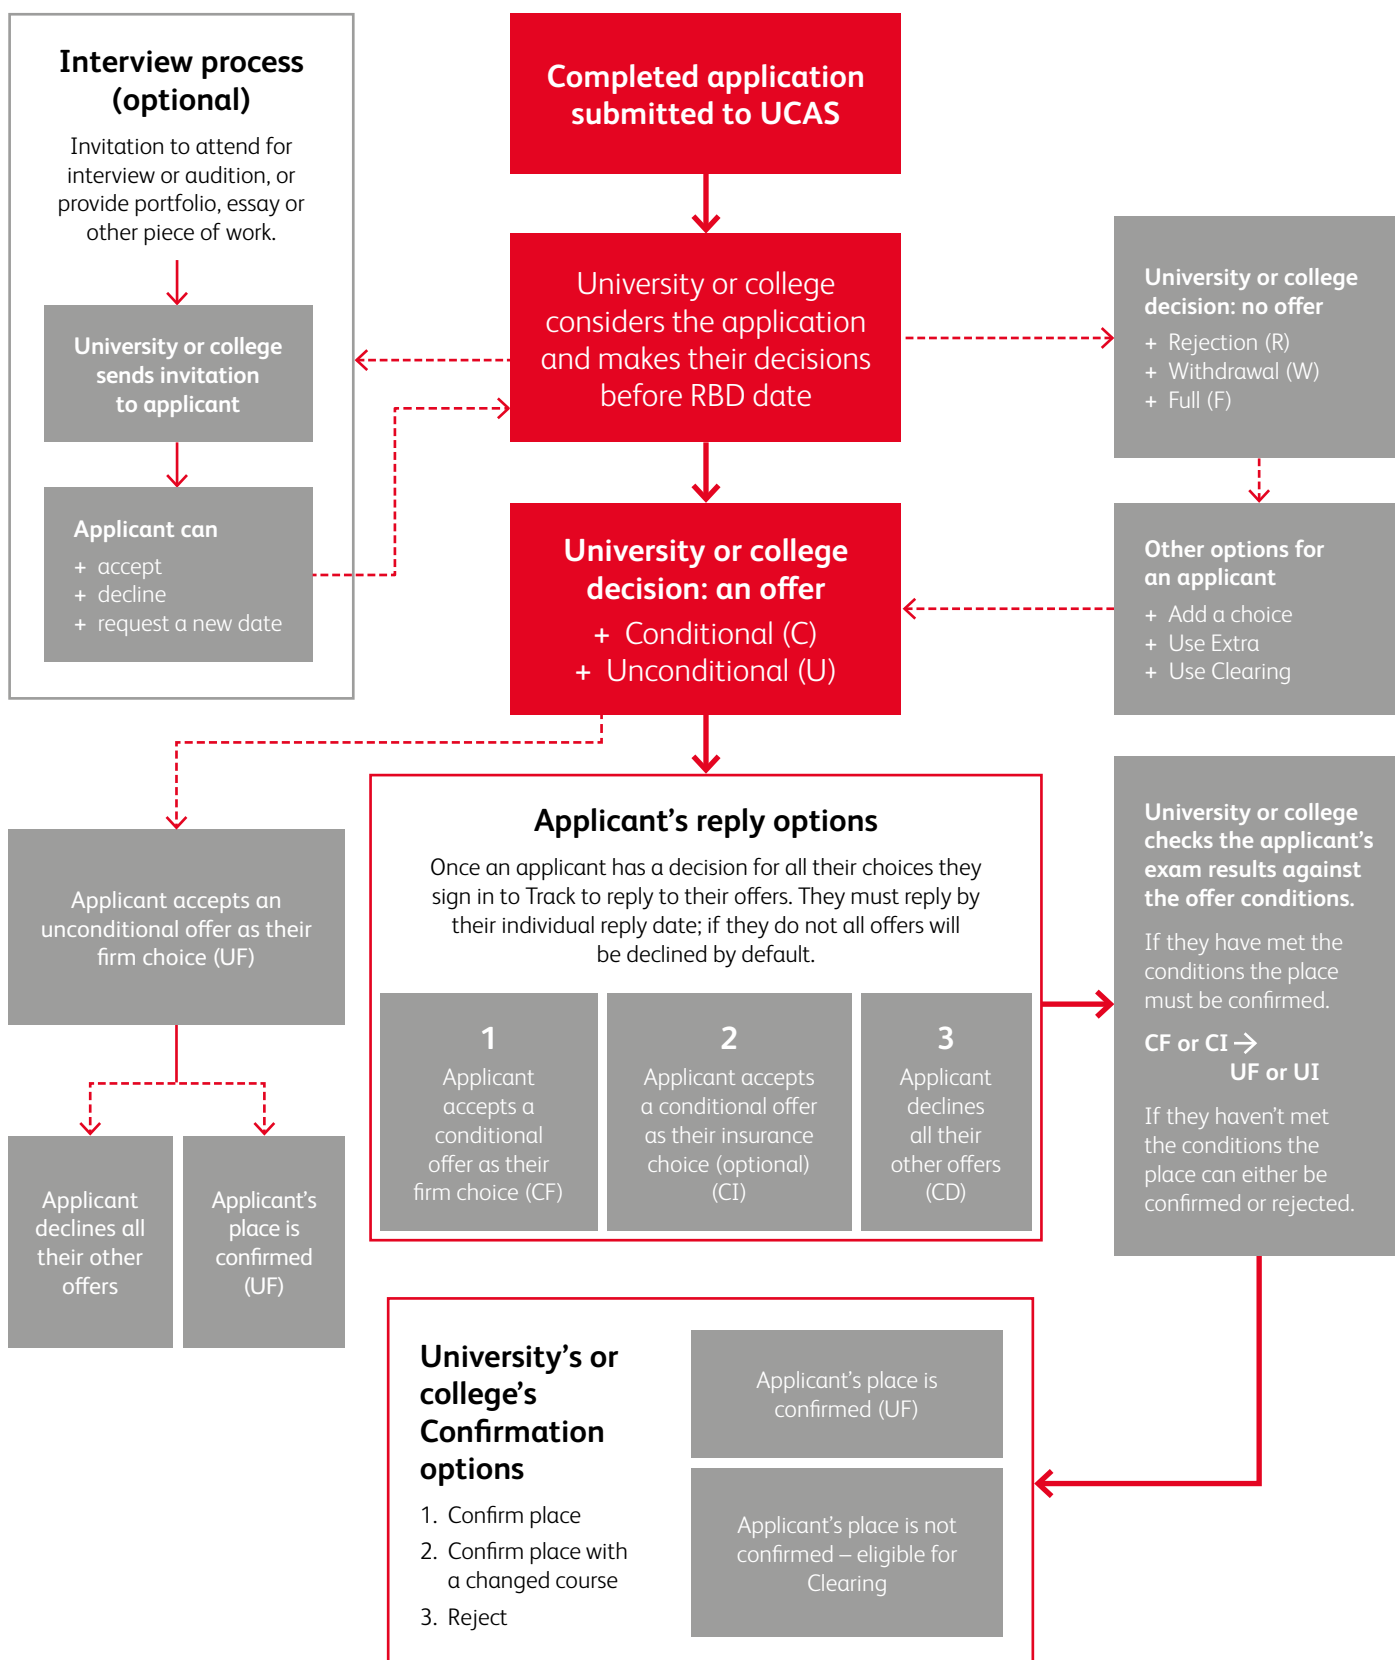 Interview process
(optional)
Invitation to attend for
interview or audition, or
provide portfolio, essay or
other piece of work.
University or college
sends invitation
to applicant
Applicant can
+ accept
+ decline
+ request a new date
Completed application
submitted to UCAS
University or college
considers the application
and makes their decisions
before RBD date
University or college
decision: an offer
+ Conditional (C)
+ Unconditional (U)
University or college
decision: no offer
+ Rejection (R)
+ Withdrawal (W)
+ Full (F)
Other options for
an applicant
+ Add a choice
+ Use Extra
+ Use Clearing
Applicant accepts an
unconditional offer as their
firm choice (UF)
Applicant
declines all
their other
offers
Applicant’s
place is
confirmed
(UF)
Applicant’s reply options
Once an applicant has a decision for all their choices they
sign in to Track to reply to their offers. They must reply by
their individual reply date; if they do not all offers will
be declined by default.
1
Applicant
accepts a
conditional
offer as their
firm choice (CF)
2
Applicant accepts
a conditional offer
as their insurance
choice (optional)
(CI)
3
Applicant
declines
all their
other offers
(CD)
University or college
checks the applicant’s
exam results against
the offer conditions.
If they have met the
conditions the place
must be confirmed.
CF or CI →
UF or UI
If they haven’t met
the conditions the
place can either be
confirmed or rejected.
University’s or
college’s
Confirmation
options
1. Confirm place
2. Confirm place with
a changed course
3. Reject
Applicant’s place is
confirmed (UF)
Applicant’s place is not
confirmed – eligible for
Clearing